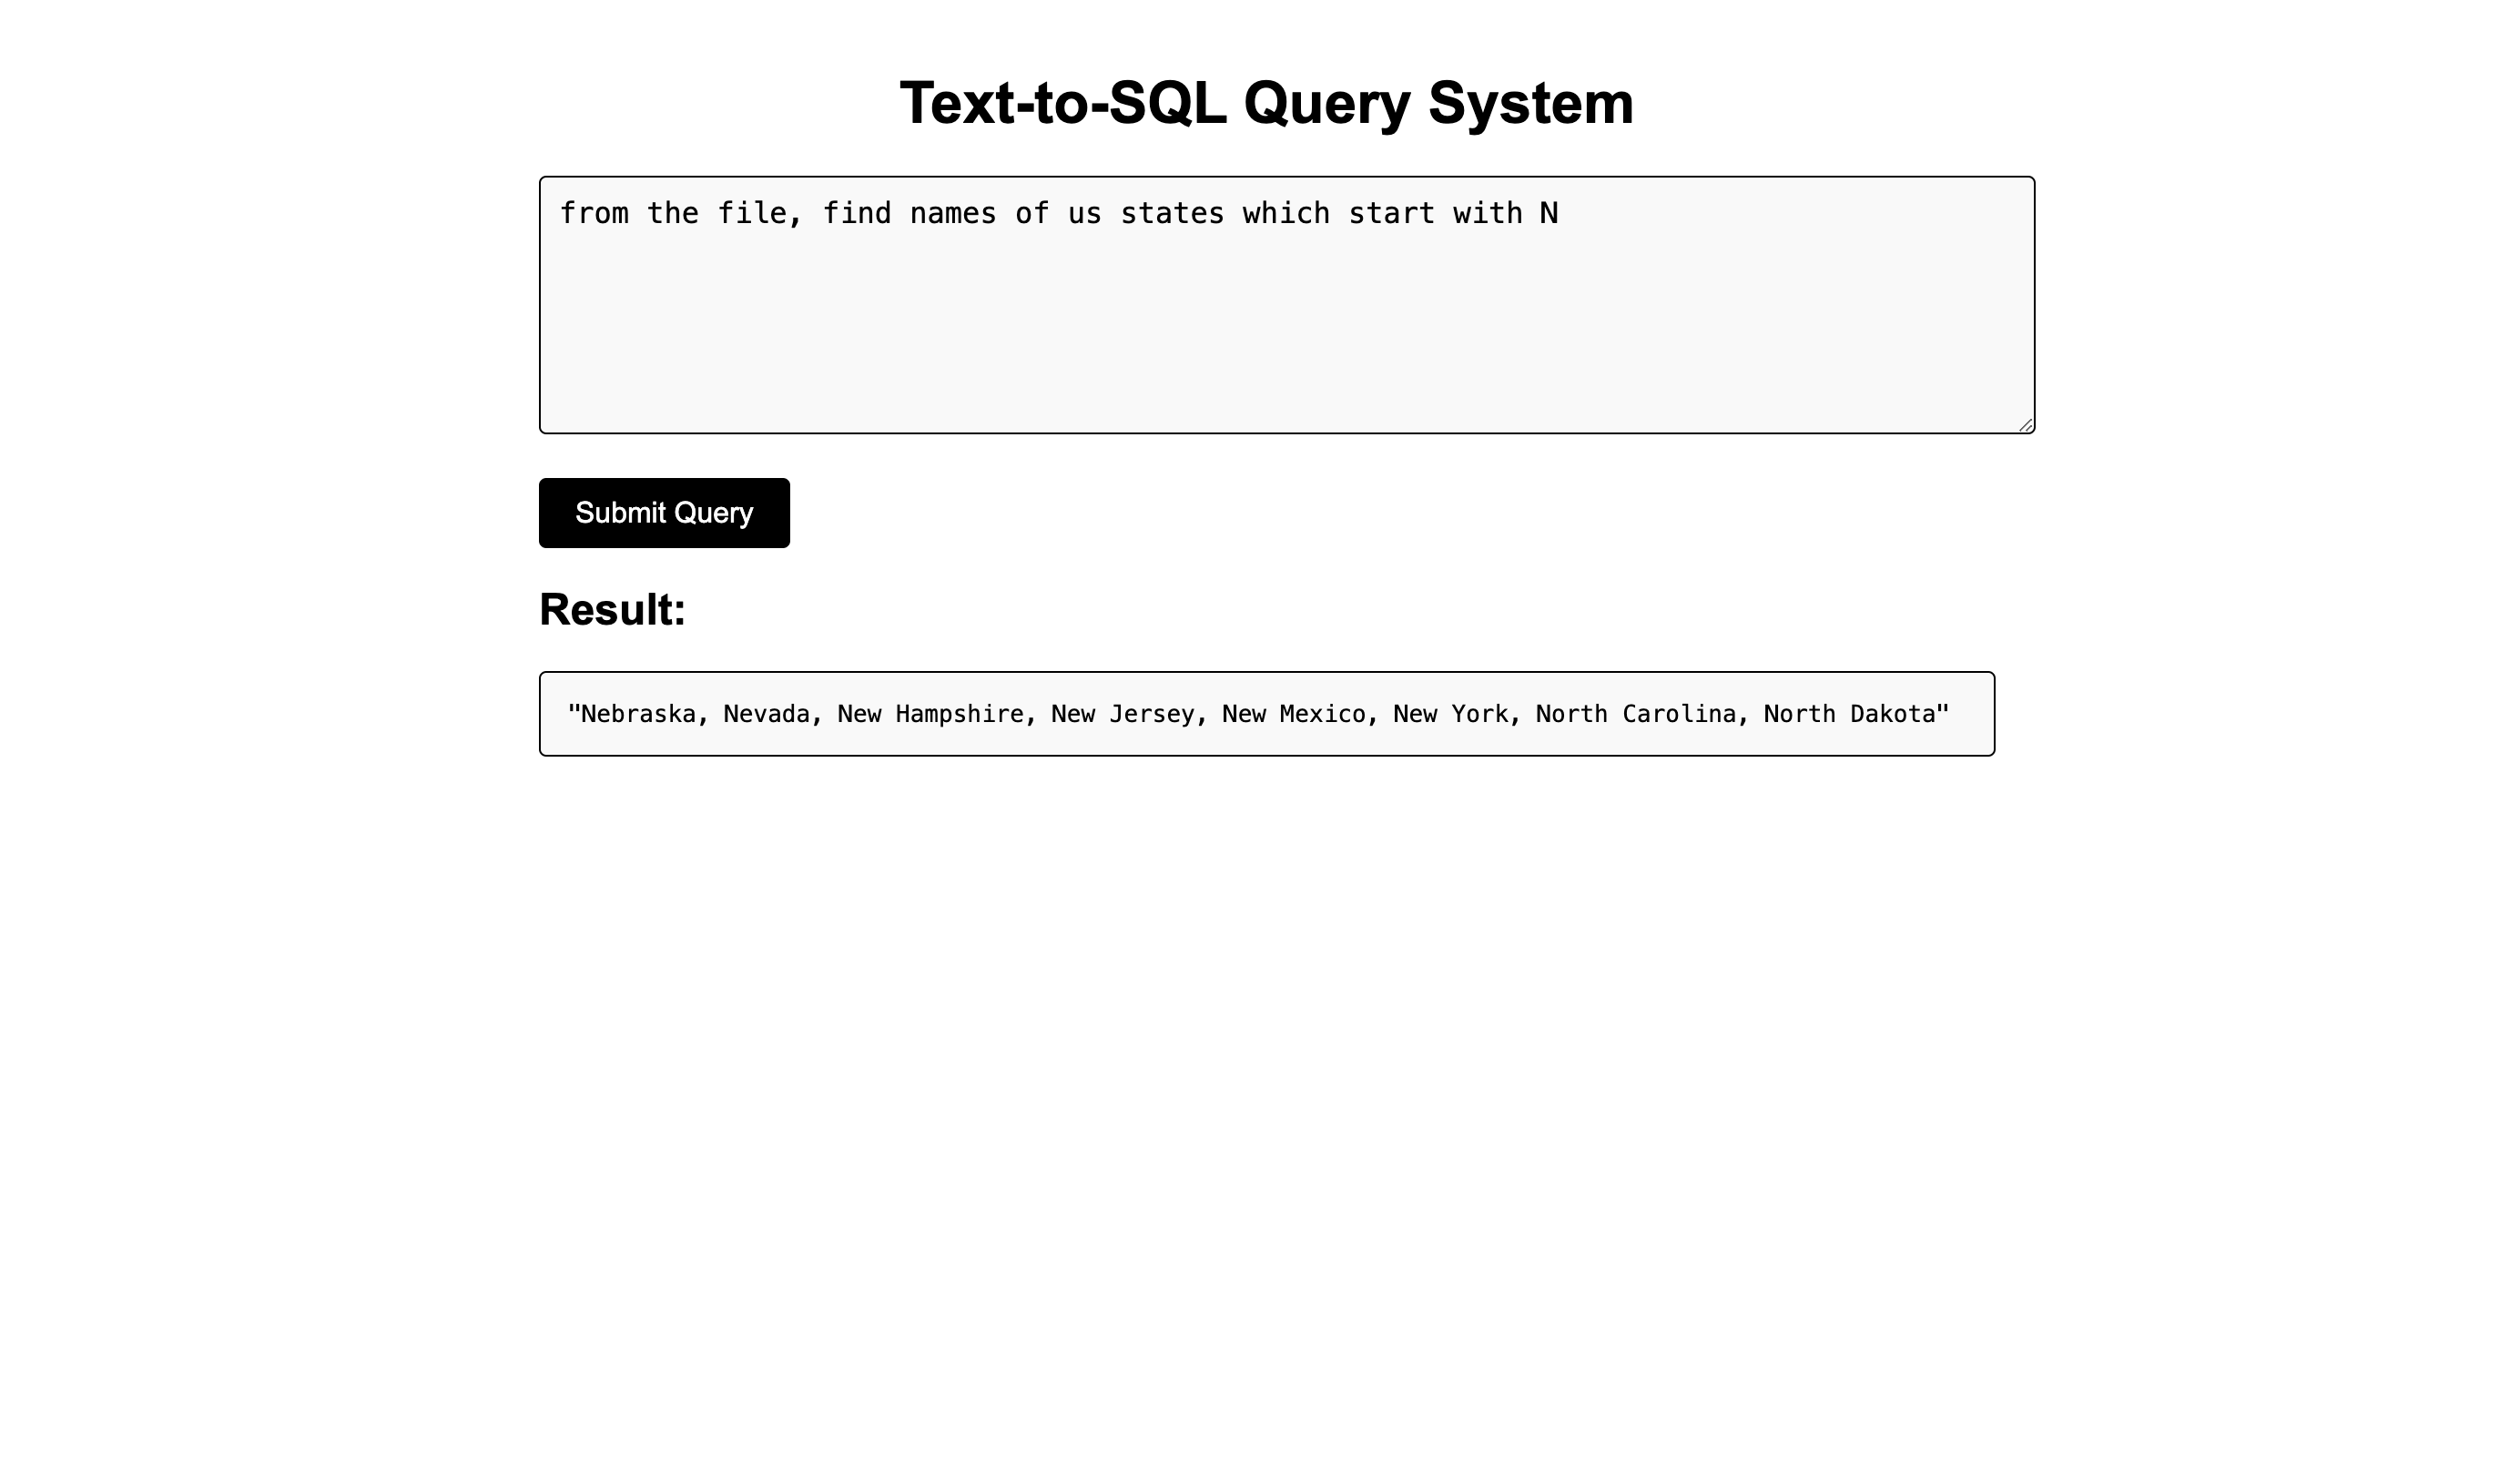 Text-to-SQL Query System
from the file, find names of us states which start with N
Submit Query
Result:
"Nebraska, Nevada, New Hampshire, New Jersey, New Mexico, New York, North Carolina, North Dakota"